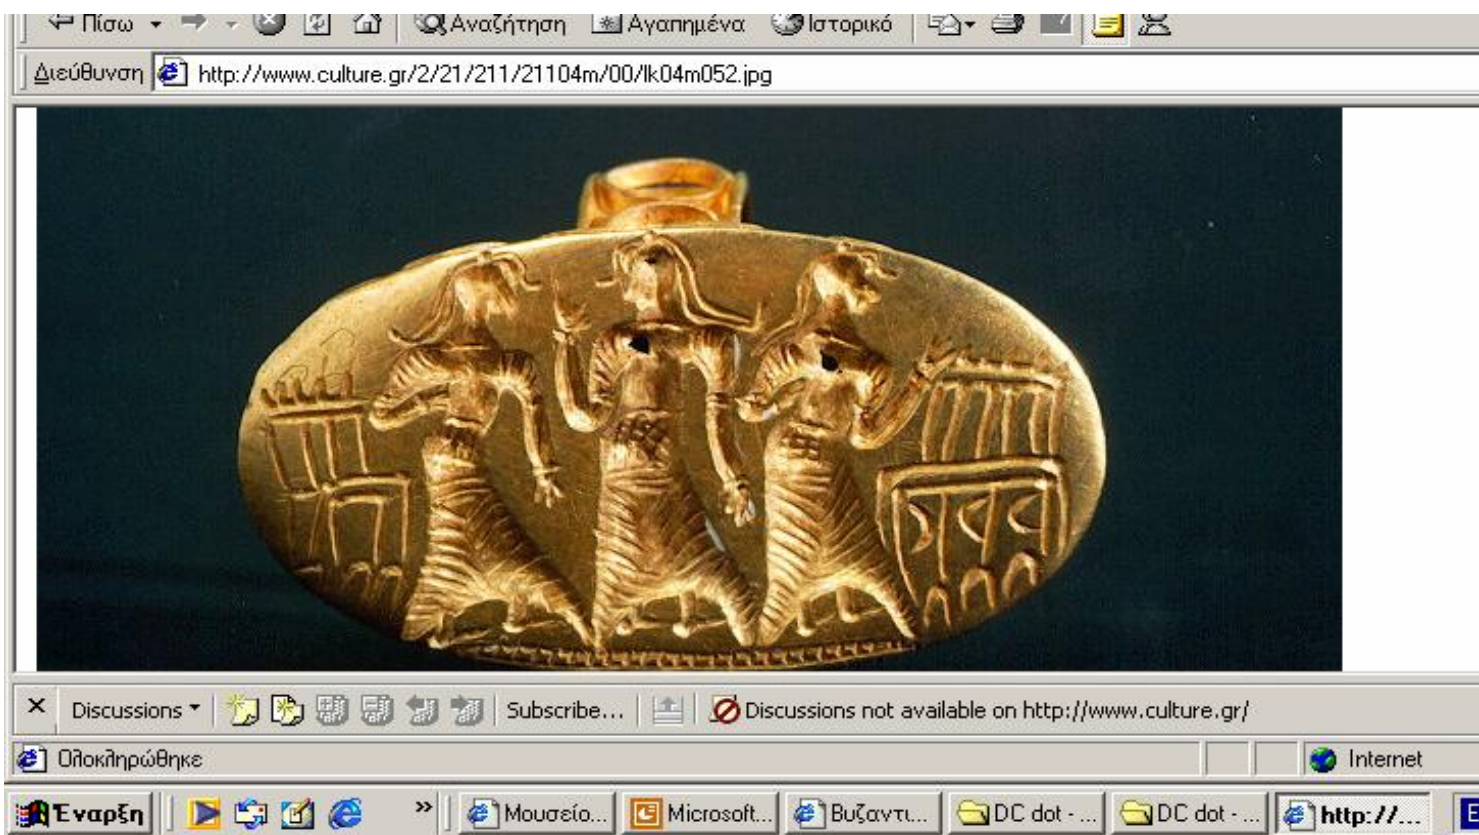 Πίσω Αναζήτηση Αγαπημένα Ιστορικό
Διεύθυνση http://www.culture.gr/2/21/211/21104m/00/lk04m052.jpg
× Discussions Subscribe... Discussions not available on http://www.culture.gr/
Ολοκληρώθηκε Internet
Έναρξη » Μουσείο... Microsoft... Βυζαντι... DC dot - ... DC dot - ... http://...